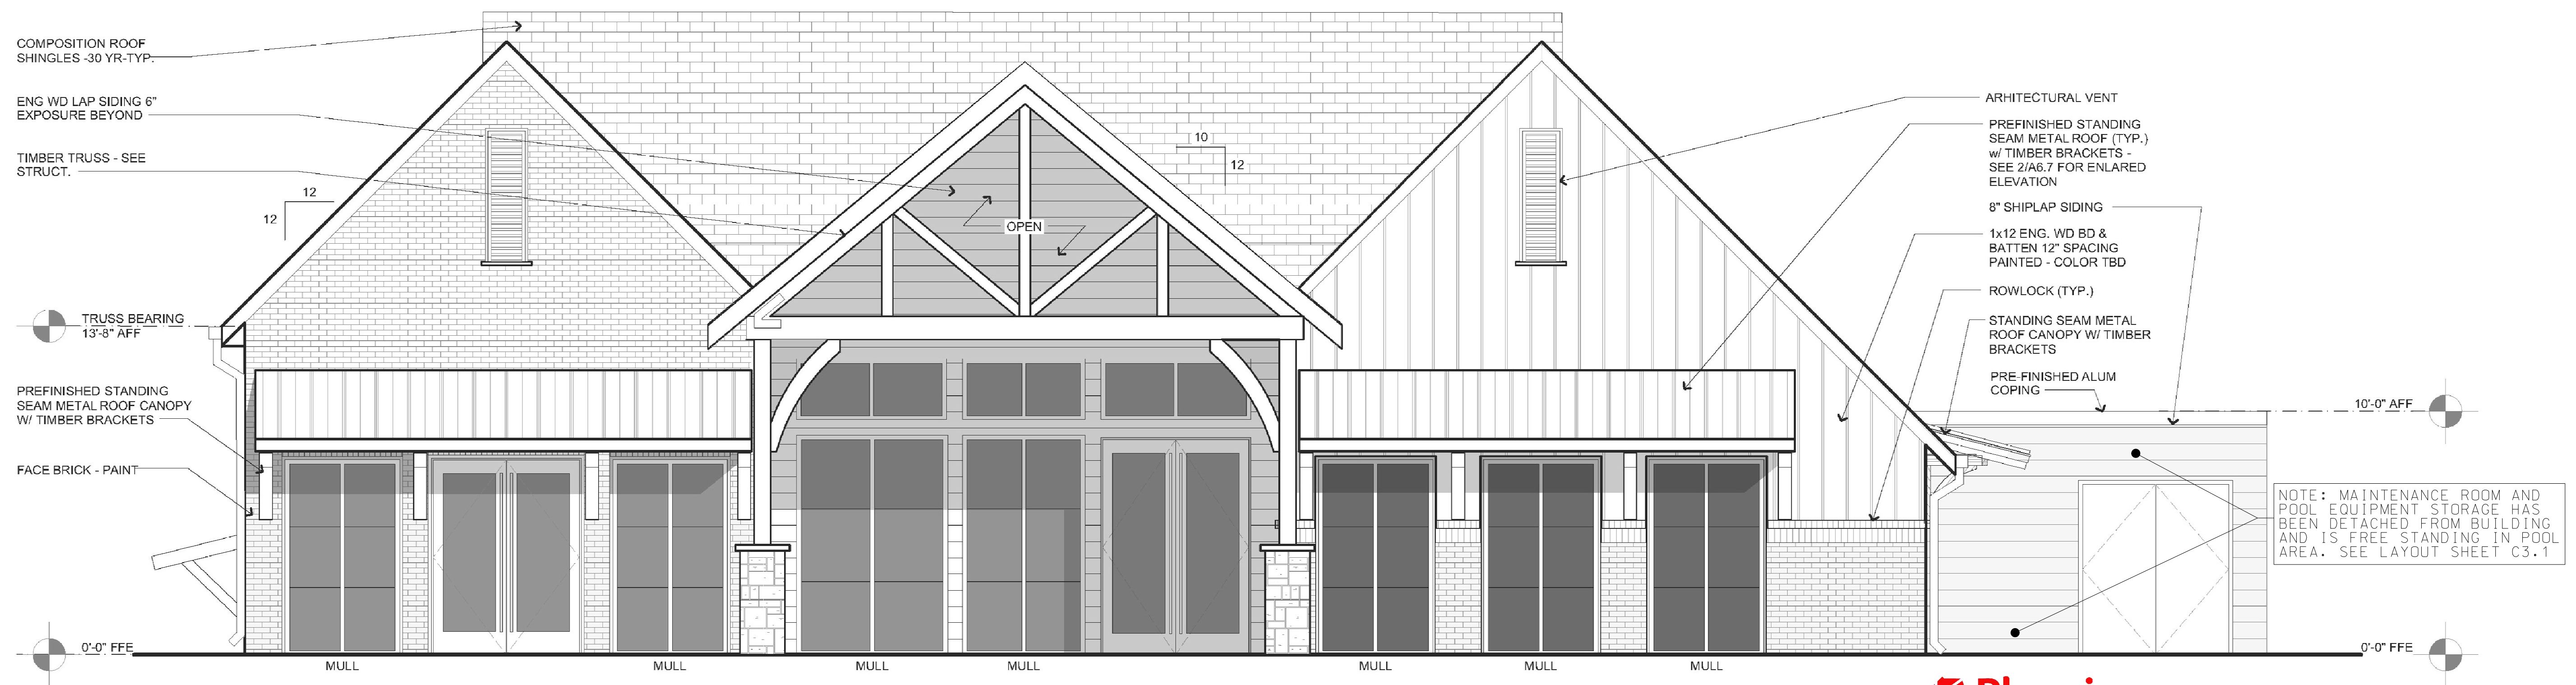 COMPOSITION ROOF
SHINGLES -30 YR-TYP.
ENG WD LAP SIDING 6"
EXPOSURE BEYOND
TIMBER TRUSS - SEE
STRUCT.
12
12
TRUSS BEARING
13'-8" AFF
PREFINISHED STANDING
SEAM METAL ROOF CANOPY
W/ TIMBER BRACKETS
FACE BRICK - PAINT
0'-0" FFE
OPEN
10
12
ARHITECTURAL VENT
PREFINISHED STANDING
SEAM METAL ROOF (TYP.)
w/ TIMBER BRACKETS -
SEE 2/A6.7 FOR ENLARED
ELEVATION
8" SHIPLAP SIDING
1x12 ENG. WD BD &
BATTEN 12" SPACING
PAINTED - COLOR TBD
ROWLOCK (TYP.)
STANDING SEAM METAL
ROOF CANOPY W/ TIMBER
BRACKETS
PRE-FINISHED ALUM
COPING
10'-0" AFF
NOTE: MAINTENANCE ROOM AND
POOL EQUIPMENT STORAGE HAS
BEEN DETACHED FROM BUILDING
AND IS FREE STANDING IN POOL
AREA. SEE LAYOUT SHEET C3.1
0'-0" FFE
MULL
MULL
MULL
MULL
MULL
MULL
MULL